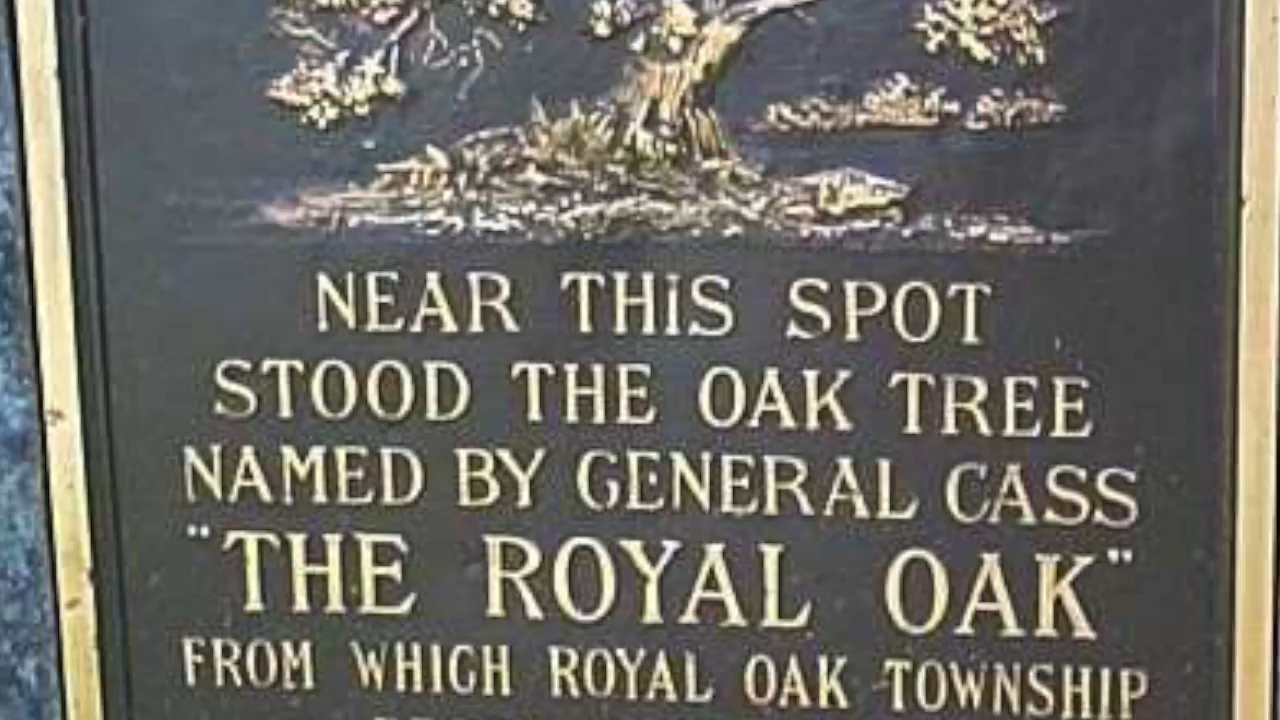 NEAR THiS SPOT
STOOD THE OAK TREE
NAMED BY GENERAL CASS
"THE ROYAL OAK"
FROM WHICH ROYAL OAK TOWNSHIP